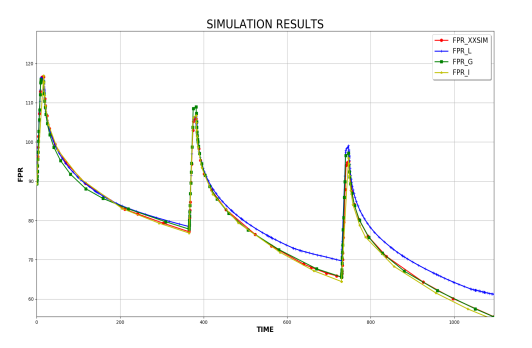 SIMULATION RESULTS
FPR_XXSIM
FPR_L
FPR_G
FPR_I
FPR
120
110
100
90
80
70
60
0
200
400
600
800
1000
TIME